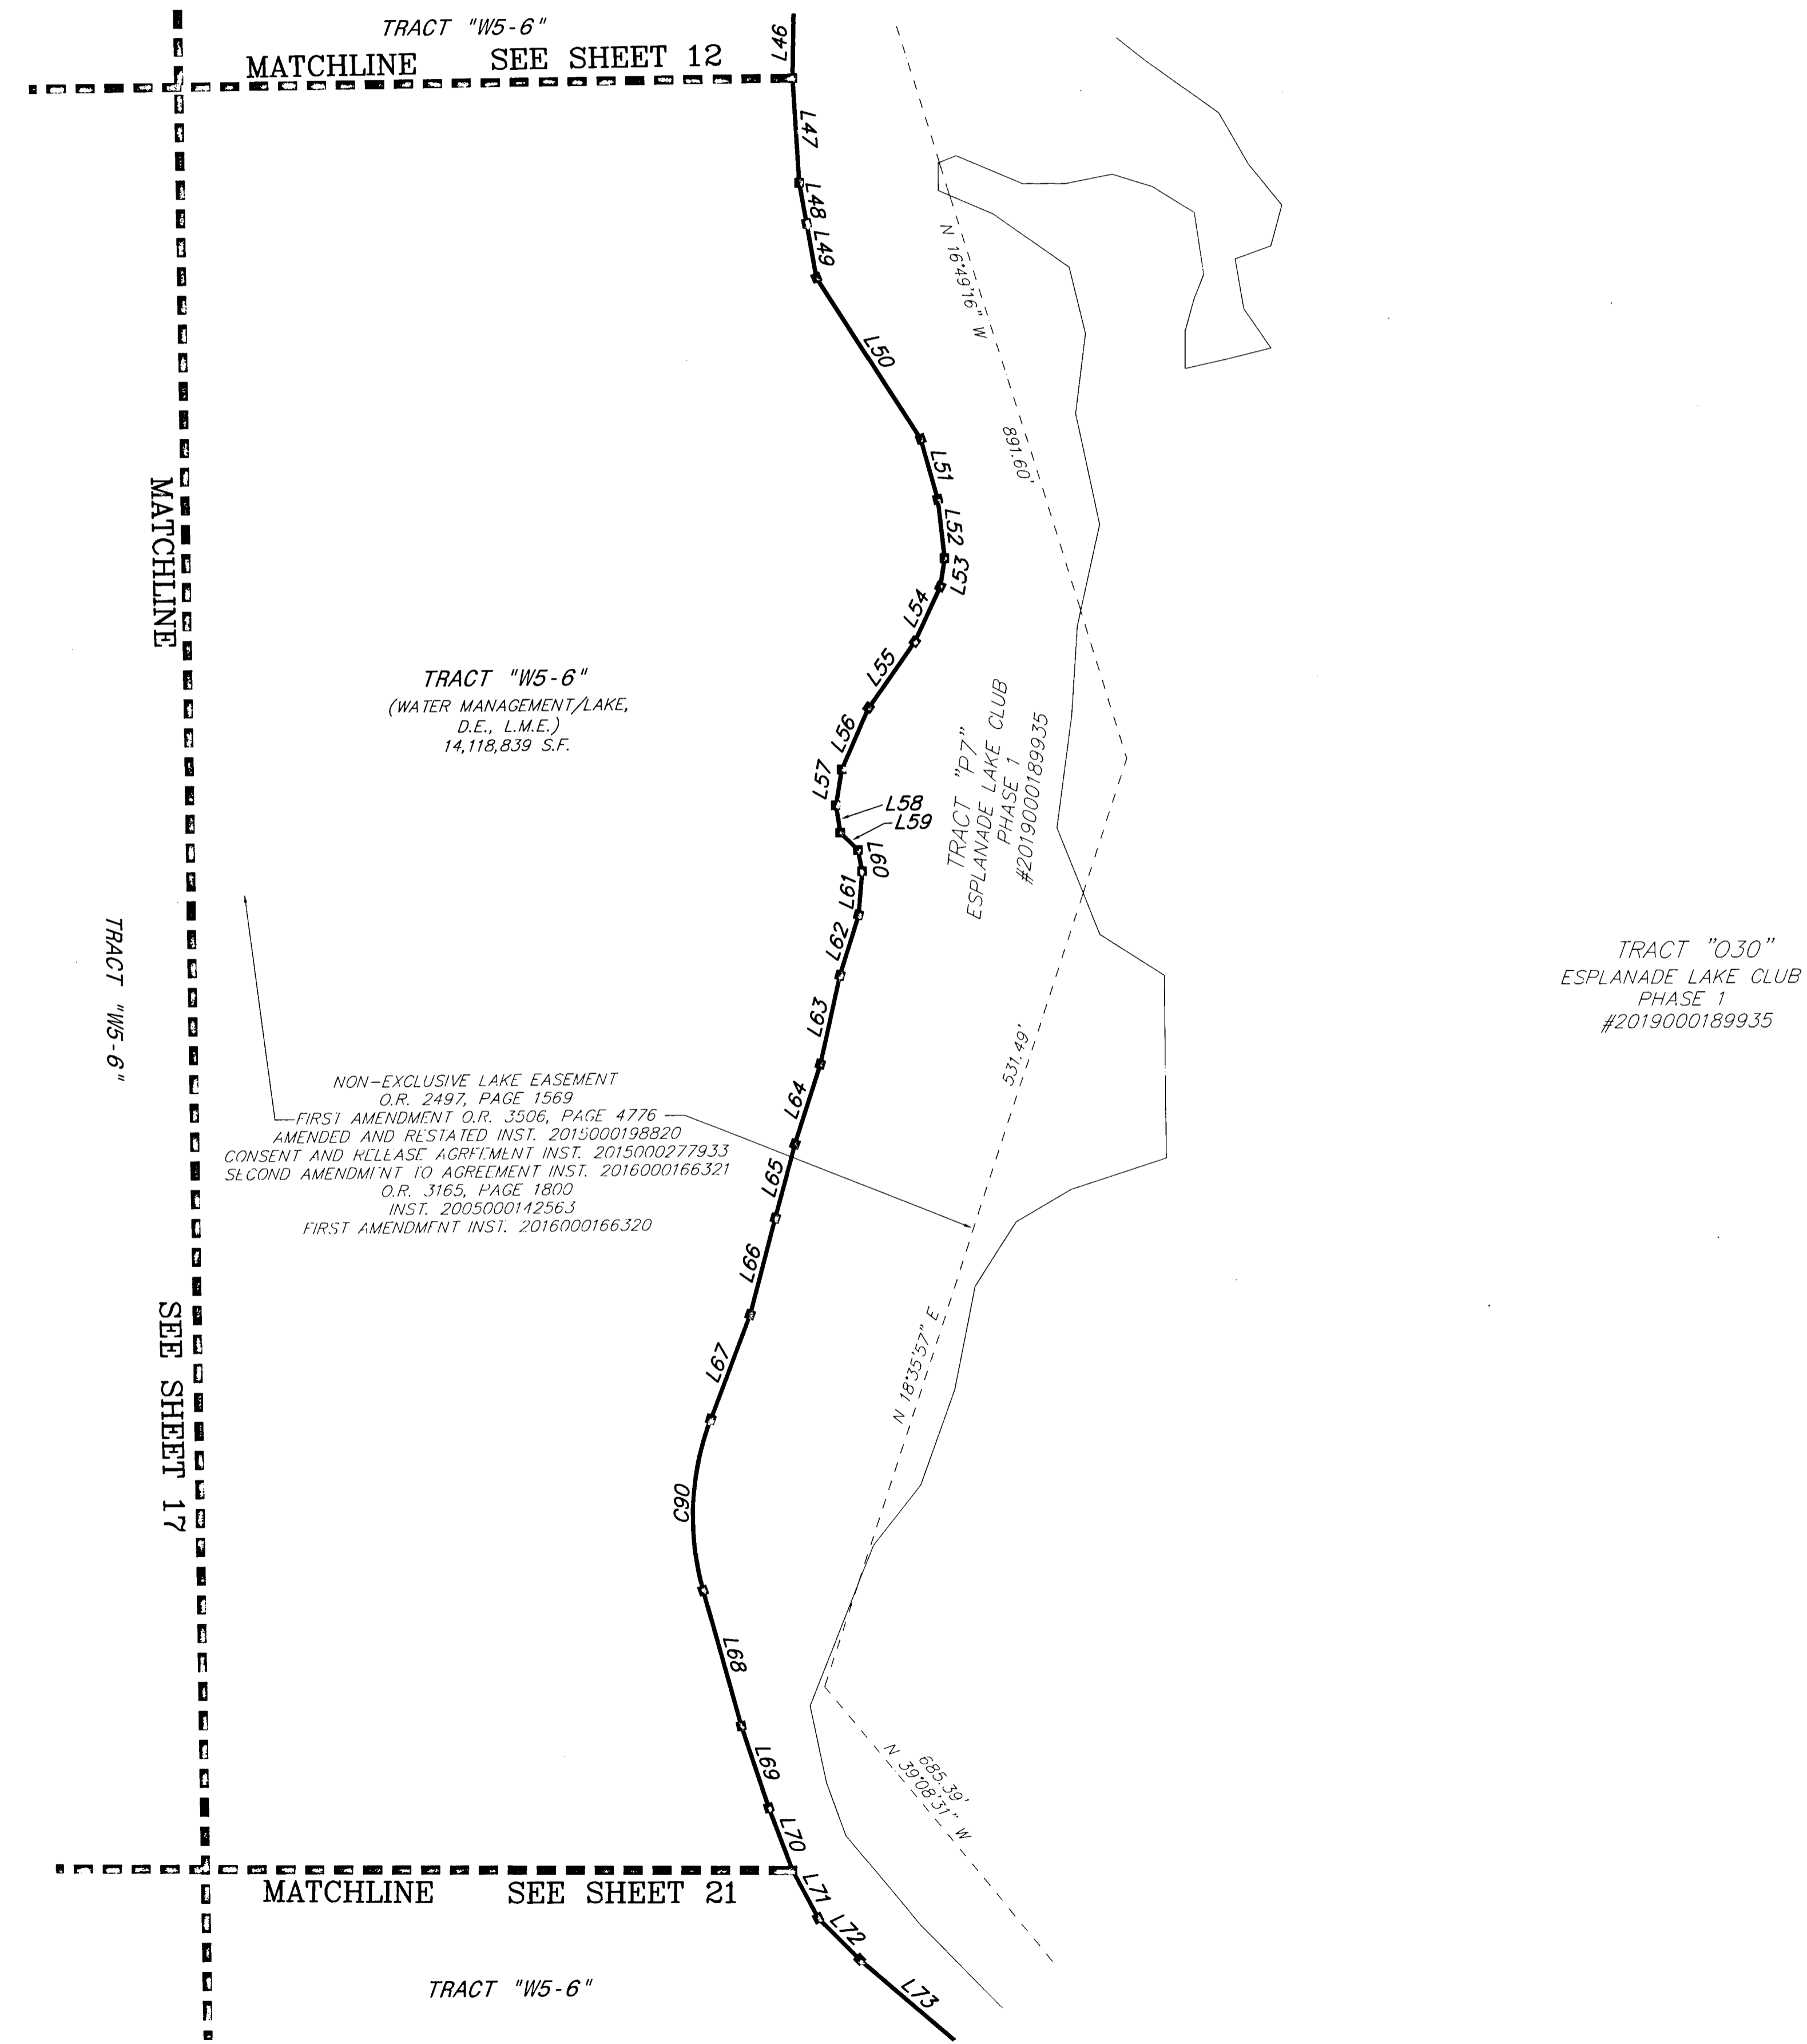 TRACT "W5-6"
MATCHLINE SEE SHEET 12
L46
L47
L48
L49
N 16°49'16" W
L50
891.60'
L51
MATCHLINE
L52
L53
L54
L55
TRACT "W5-6"
(WATER MANAGEMENT/LAKE,
D.E., L.M.E.)
14,118,839 S.F.
TRACT "P7"
ESPLANADE LAKE CLUB
PHASE 1
#2019000189935
L56
L57
L58
L59
L60
L61
L62
TRACT "W5-6"
TRACT "O30"
ESPLANADE LAKE CLUB
PHASE 1
#2019000189935
L63
531.49'
NON-EXCLUSIVE LAKE EASEMENT
O.R. 2497, PAGE 1569
FIRST AMENDMENT O.R. 3506, PAGE 4776
AMENDED AND RESTATED INST. 2015000198820
CONSENT AND RELEASE AGREEMENT INST. 2015000277933
SECOND AMENDMENT TO AGREEMENT INST. 2016000166321
O.R. 3165, PAGE 1800
INST. 2005000142563
FIRST AMENDMENT INST. 2016000166320
L64
L65
L66
N 18°35'57" E
L67
SEE SHEET 17
C90
L68
L69
685.39'
N 39°08'31" W
L70
MATCHLINE SEE SHEET 21
L71
L72
TRACT "W5-6"
L73